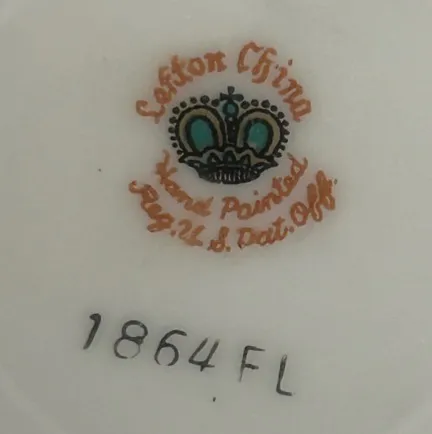 Lefton China
Hand Painted
Reg. U.S. Pat. Off.
1864 FL